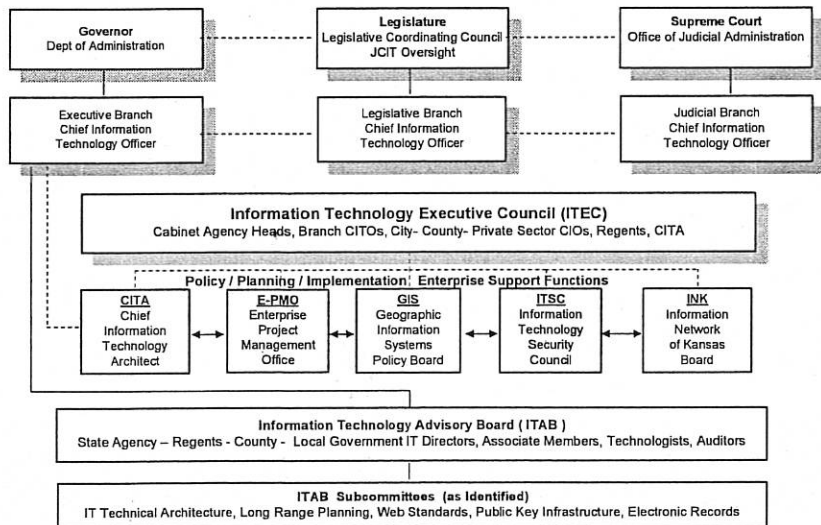 Governor
Dept of Administration
Legislature
Legislative Coordinating Council
JCIT Oversight
Supreme Court
Office of Judicial Administration
Executive Branch
Chief Information
Technology Officer
Legislative Branch
Chief Information
Technology Officer
Judicial Branch
Chief Information
Technology Officer
Information Technology Executive Council (ITEC)
Cabinet Agency Heads, Branch CITOs, City- County- Private Sector CIOs, Regents, CITA
Policy / Planning / Implementation Enterprise Support Functions
CITA
Chief
Information
Technology
Architect
E-PMO
Enterprise
Project
Management
Office
GIS
Geographic
Information
Systems
Policy Board
ITSC
Information
Technology
Security
Council
INK
Information
Network
of Kansas
Board
Information Technology Advisory Board ( ITAB )
State Agency – Regents - County - Local Government IT Directors, Associate Members, Technologists, Auditors
ITAB Subcommittees (as Identified)
IT Technical Architecture, Long Range Planning, Web Standards, Public Key Infrastructure, Electronic Records